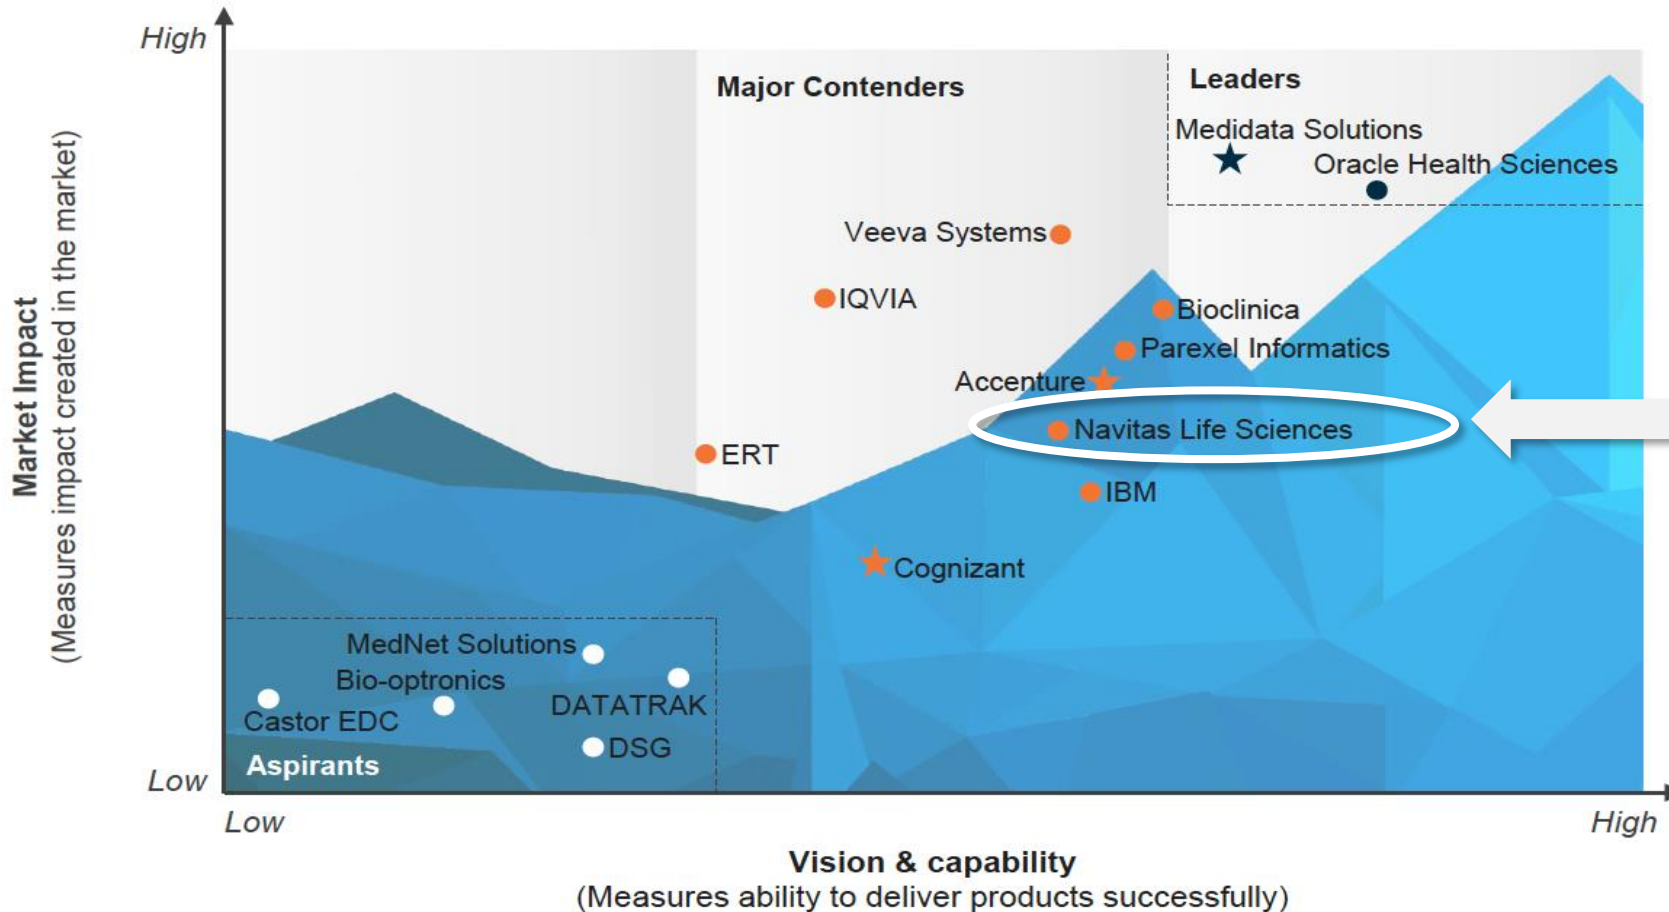 High
Major Contenders
Leaders
Medidata Solutions
Oracle Health Sciences
Veeva Systems
IQVIA
Bioclinica
Parexel Informatics
Accenture
Navitas Life Sciences
ERT
IBM
Cognizant
MedNet Solutions
Bio-optronics
DATATRAK
Castor EDC
DSG
Aspirants
Low
Market Impact
(Measures impact created in the market)
Low
High
Vision & capability
(Measures ability to deliver products successfully)